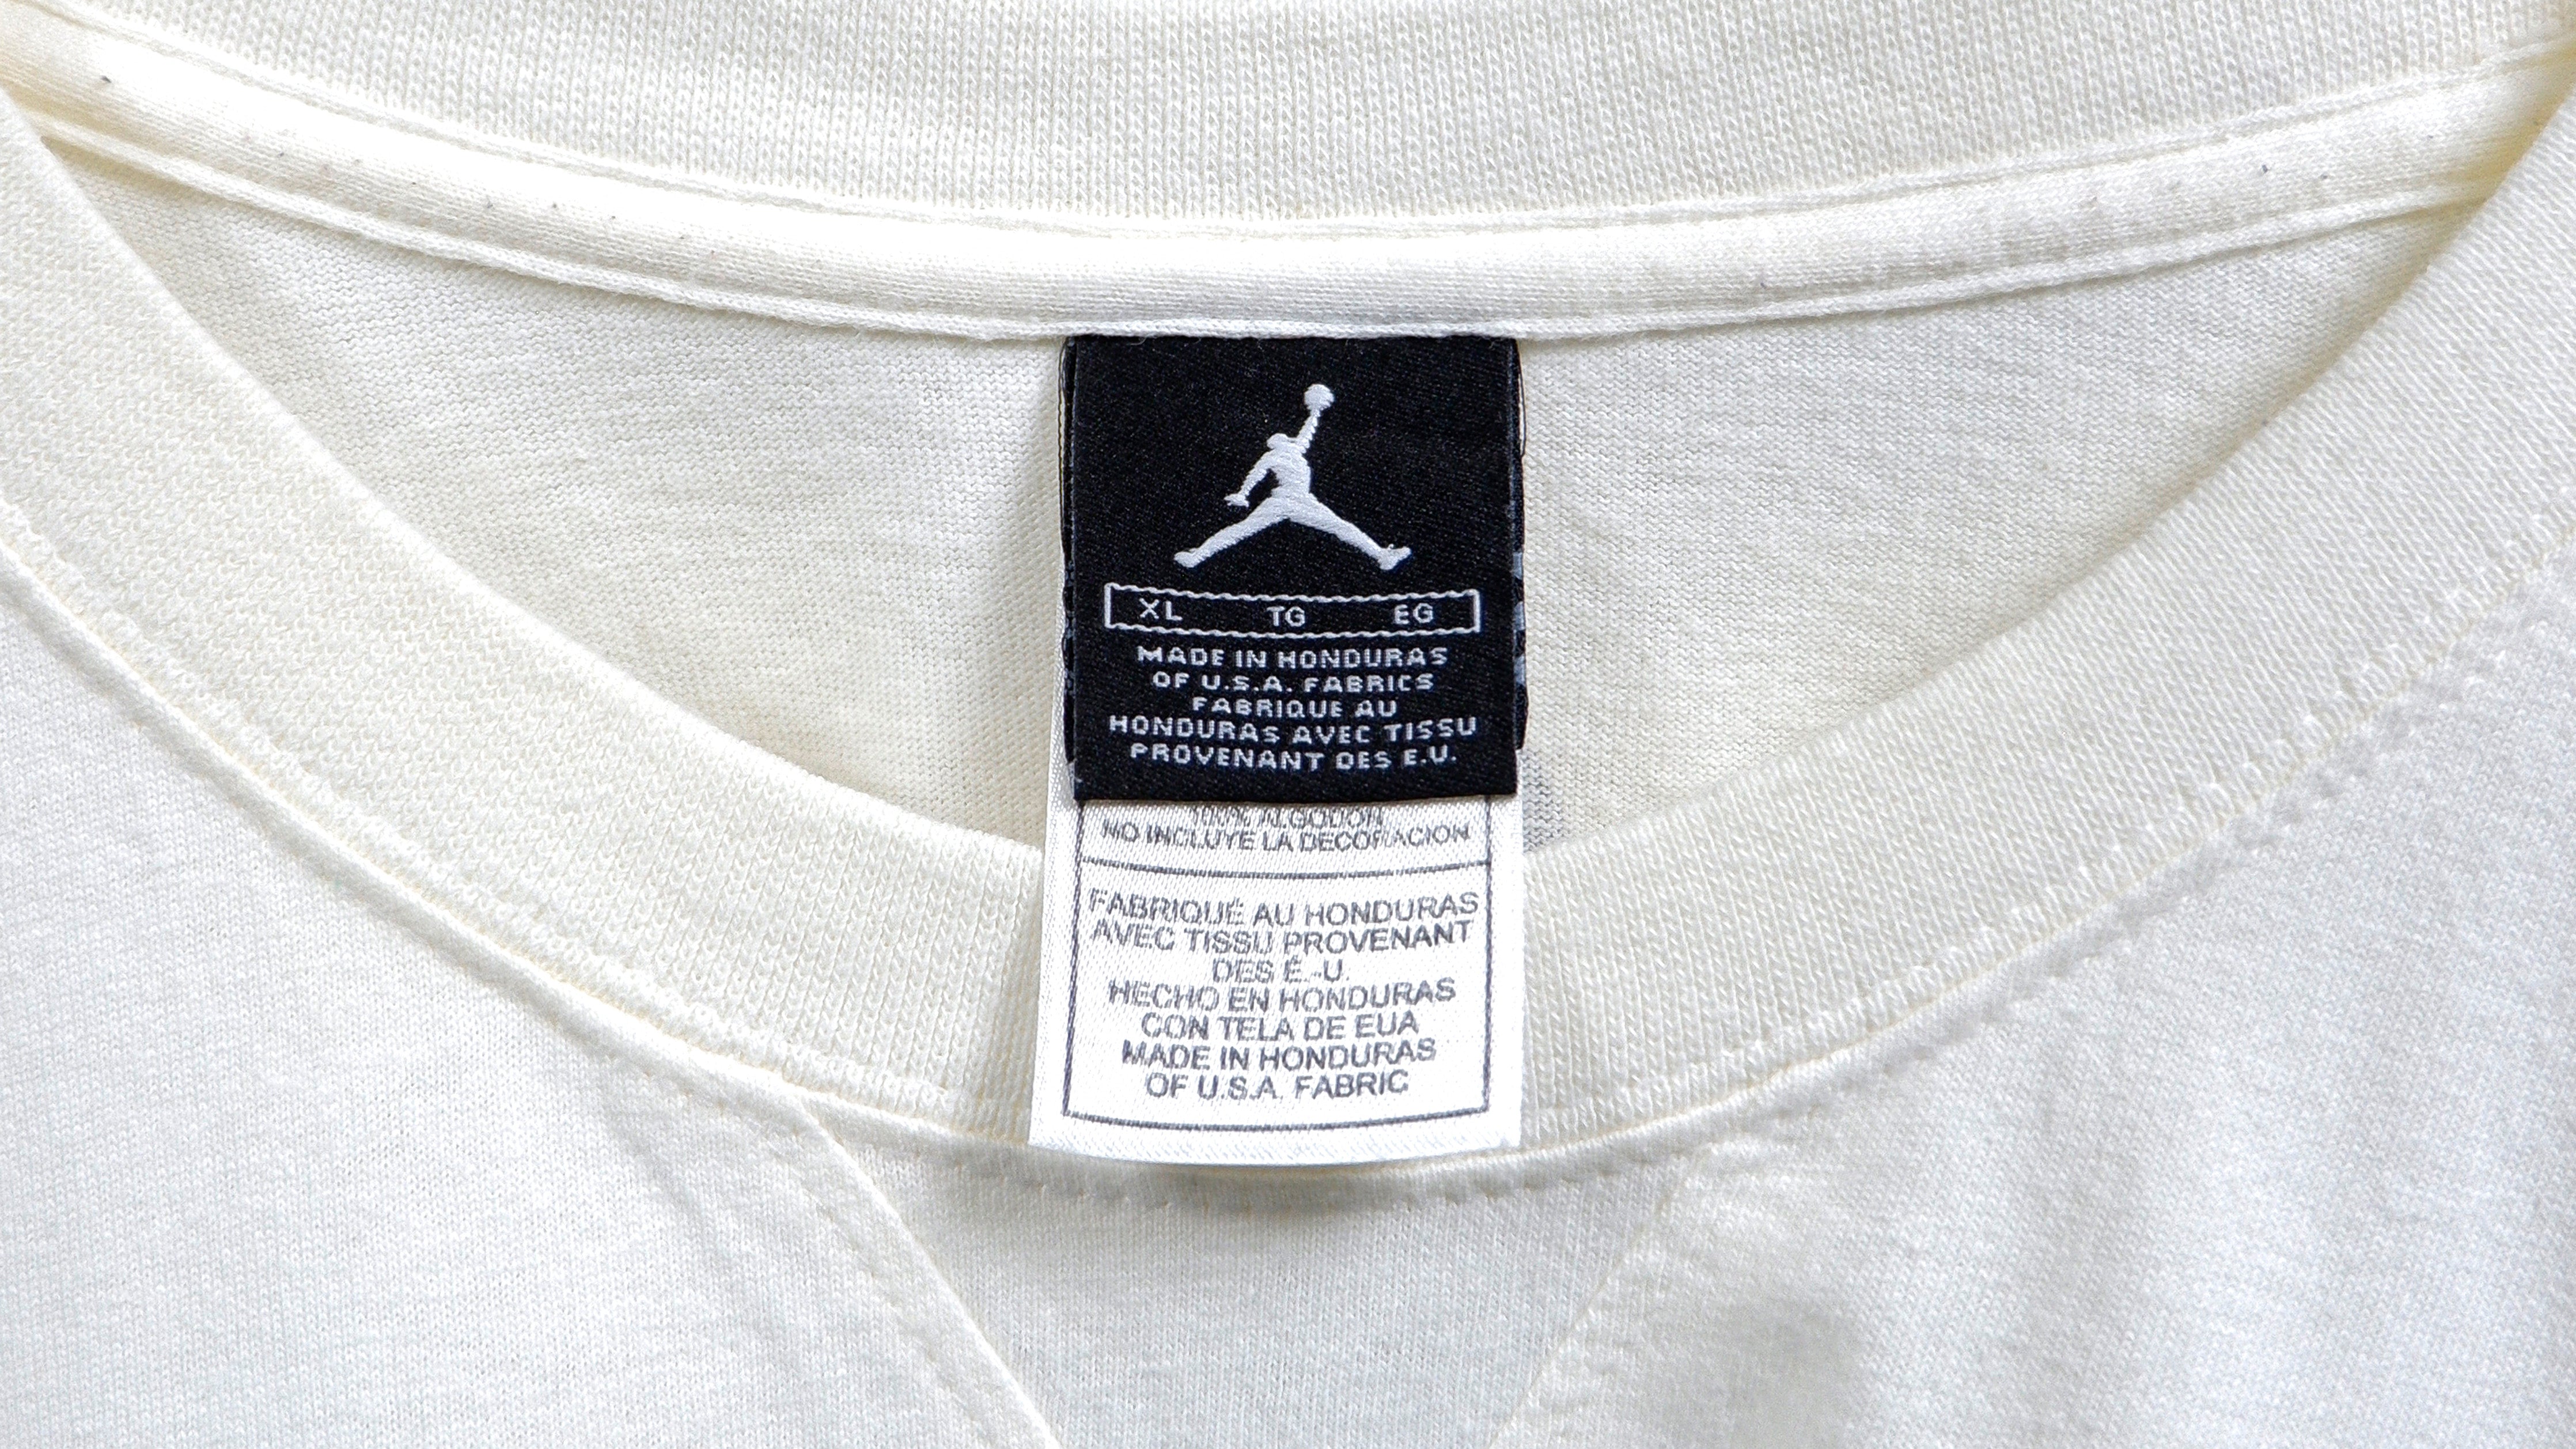 XL TG EG
MADE IN HONDURAS
OF U.S.A. FABRICS
FABRIQUE AU
HONDURAS AVEC TISSU
PROVENANT DES E.U.
100% ALGODON
NO INCLUYE LA DECORACION
FABRIQUÉ AU HONDURAS
AVEC TISSU PROVENANT
DES É.-U.
HECHO EN HONDURAS
CON TELA DE EUA
MADE IN HONDURAS
OF U.S.A. FABRIC